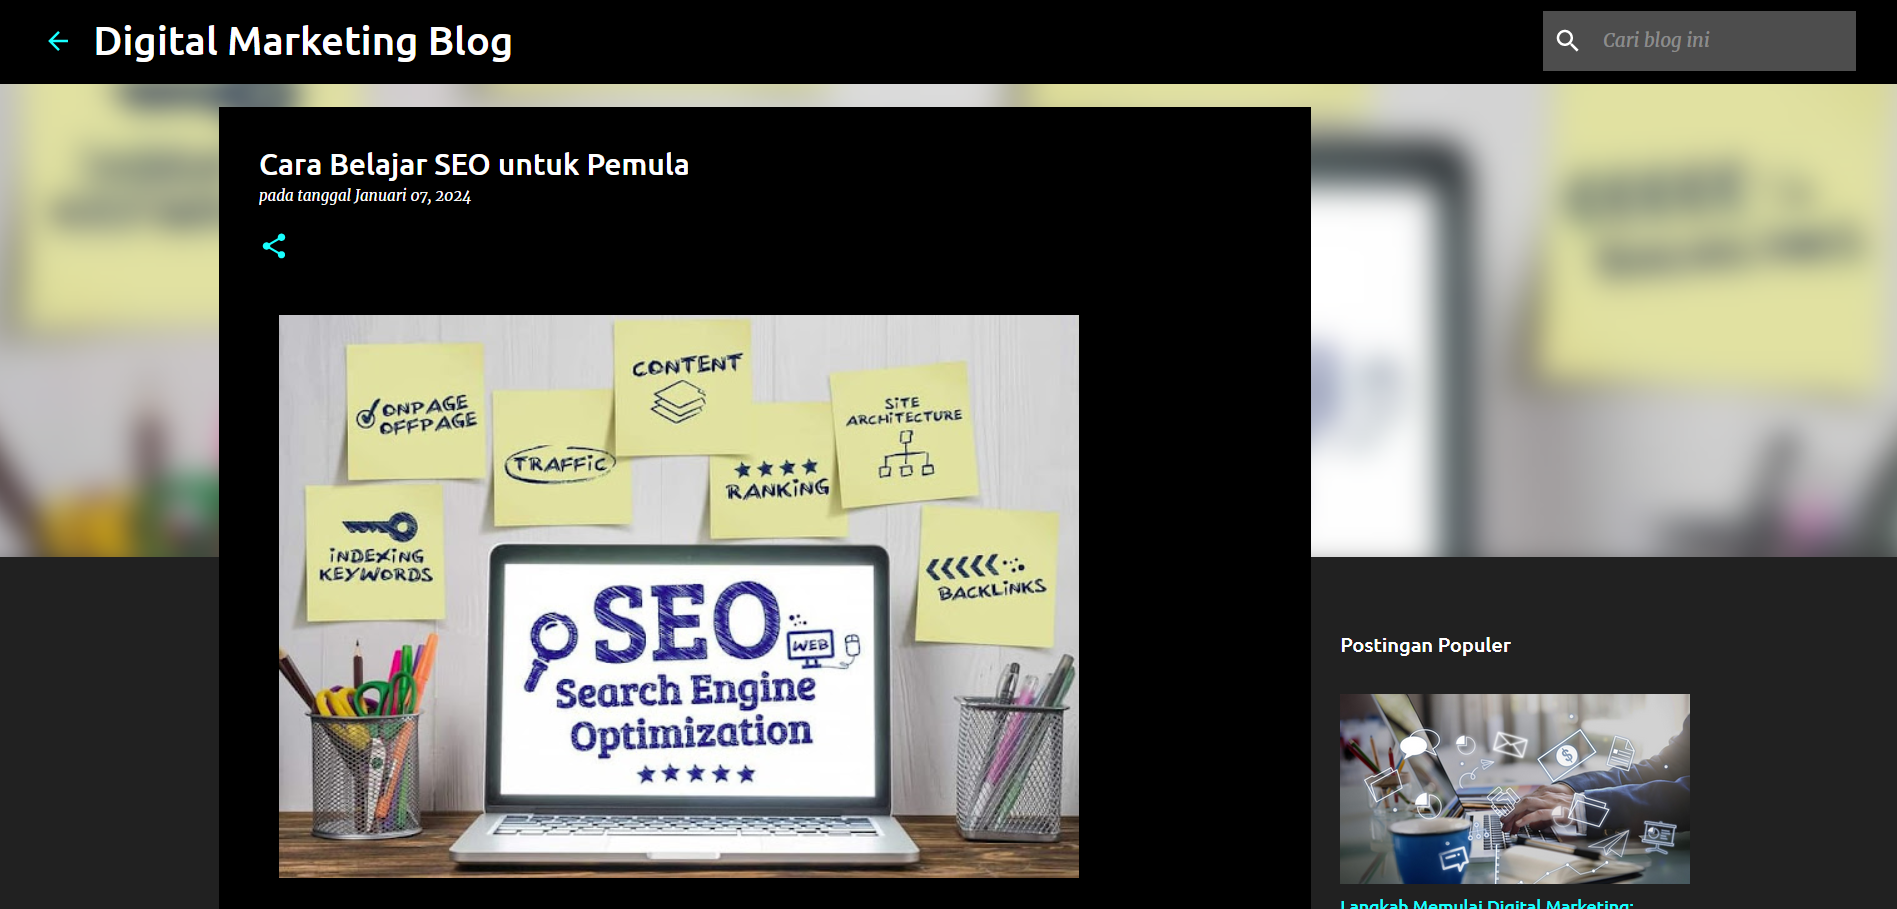 Digital Marketing Blog
Cari blog ini
Cara Belajar SEO untuk Pemula
pada tanggal Januari 07, 2024
CONTENT
ONPAGE
OFFPAGE
TRAFFIC
RANKING
SITE
ARCHITECTURE
INDEXING
KEYWORDS
BACKLINKS
SEO
WEB
Search Engine
Optimization
Postingan Populer
Langkah Memulai Digital Marketing: